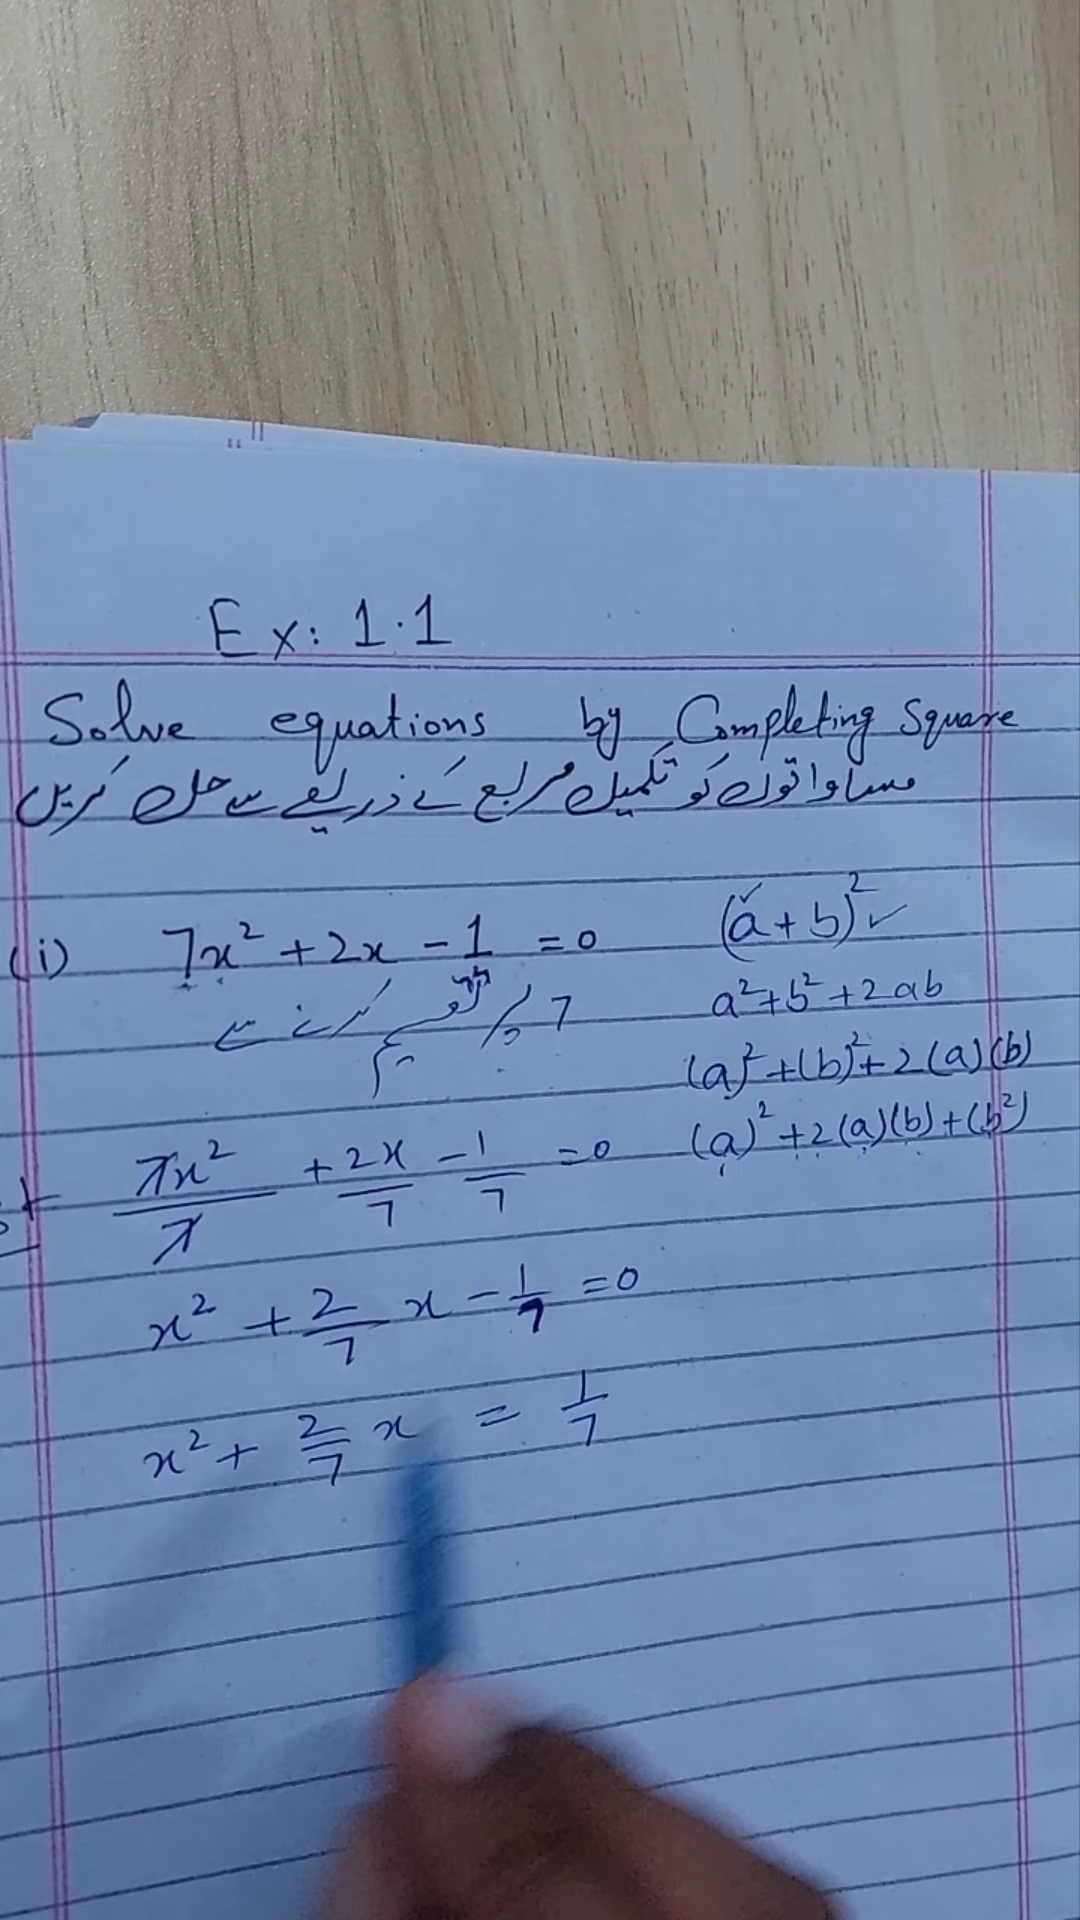 Ex: 1.1
Solve equations by Completing Square
مساواتوں کو تکمیل مربع کے ذریعے سے حل کریں
(i) 7x² + 2x - 1 = 0
(a + b)²
7 پر تقسیم کرنے سے
a² + b² + 2ab
(a)² + (b)² + 2(a)(b)
(a)² + 2(a)(b) + (b²)
7x²/7 + 2x/7 - 1/7 = 0
x² + 2/7 x - 1/7 = 0
x² + 2/7 x = 1/7